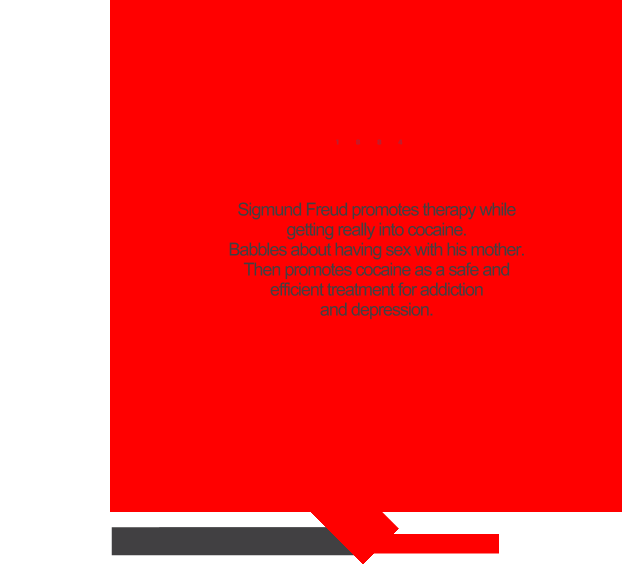 Sigmund Freud promotes therapy while
getting really into cocaine.
Babbles about having sex with his mother.
Then promotes cocaine as a safe and
efficient treatment for addiction
and depression.